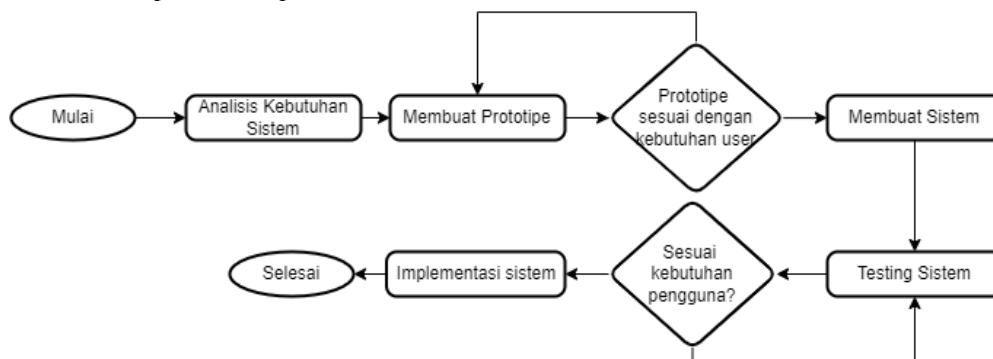 Mulai
Analisis Kebutuhan
Sistem
Membuat Prototipe
Prototipe
sesuai dengan
kebutuhan user
Membuat Sistem
Selesai
Implementasi sistem
Sesuai
kebutuhan
pengguna?
Testing Sistem